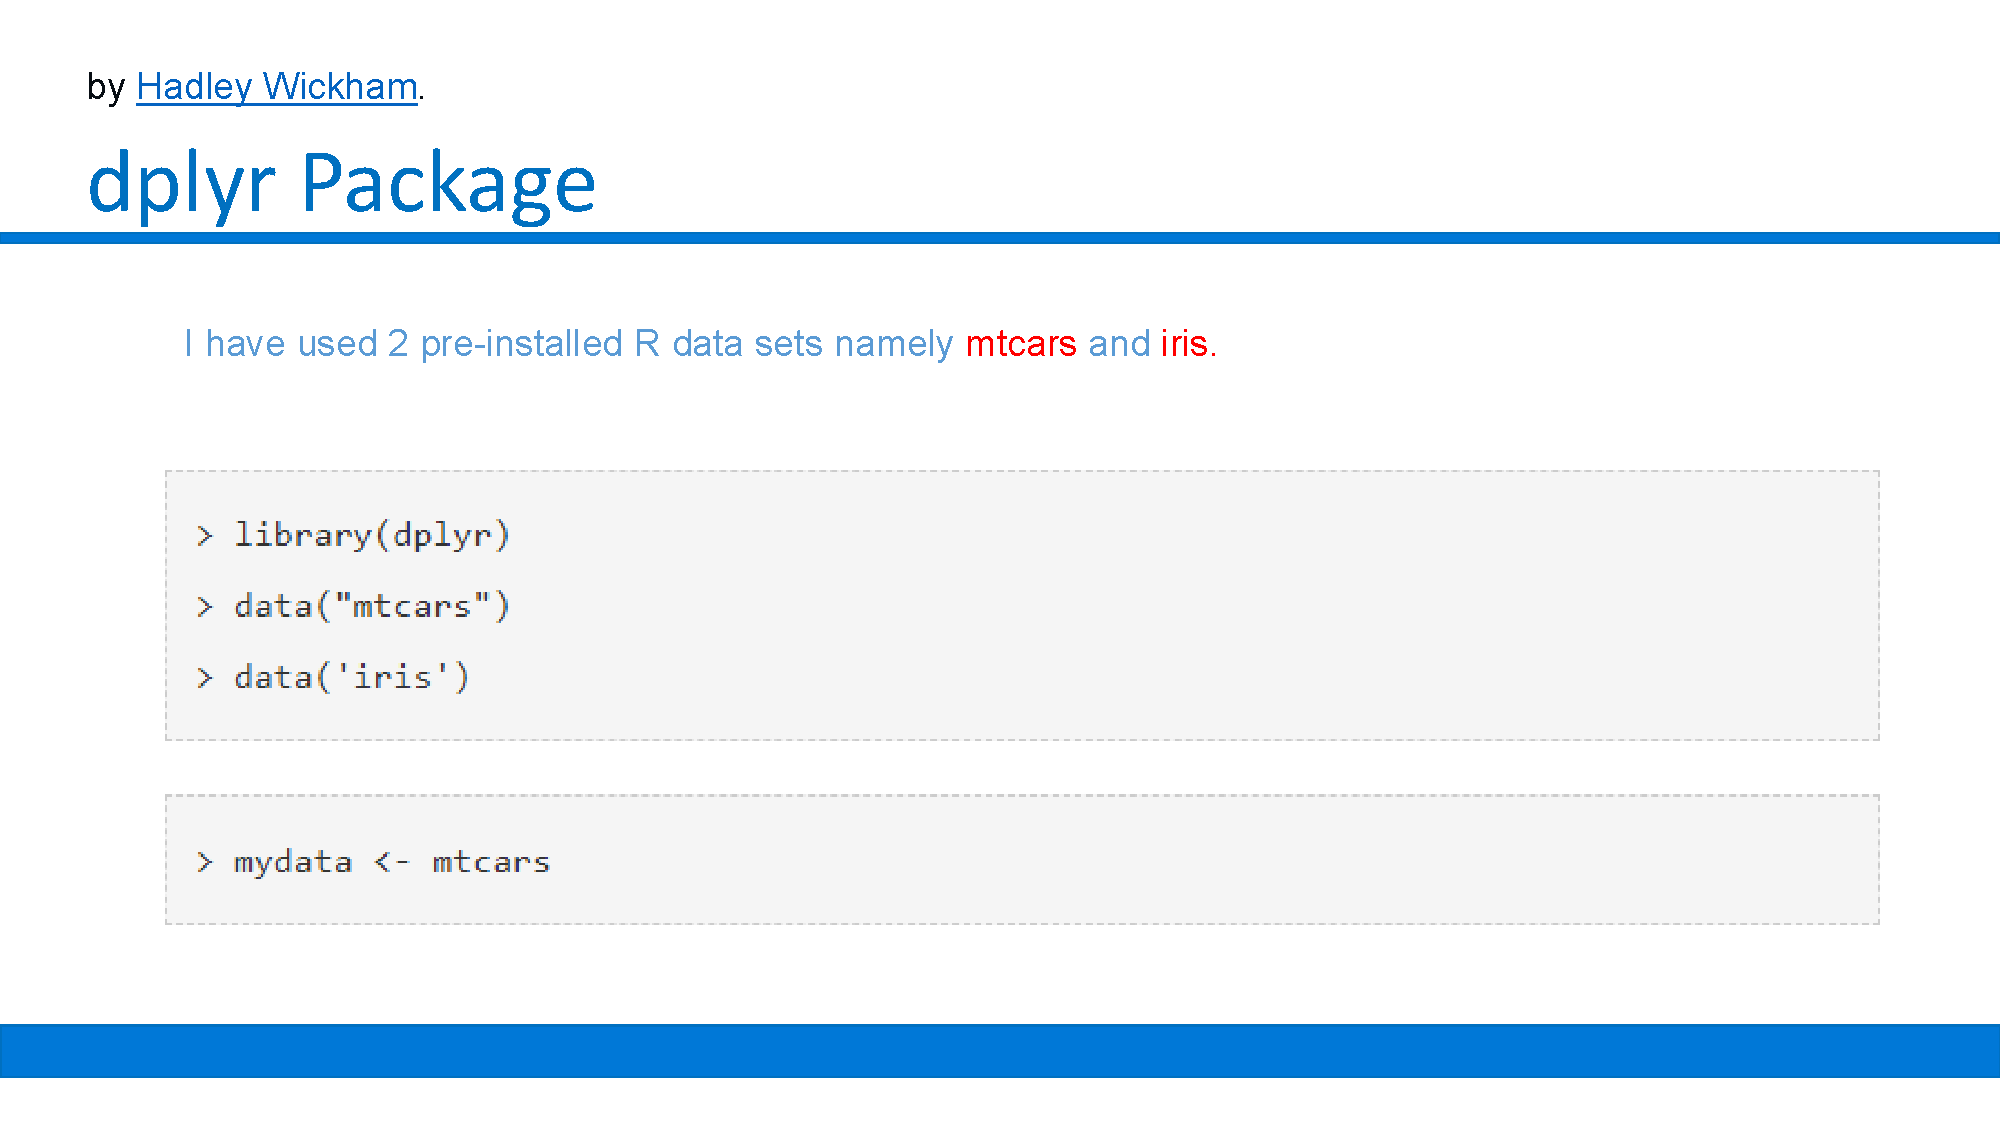 by Hadley Wickham.
dplyr Package
I have used 2 pre-installed R data sets namely mtcars and iris.
> library(dplyr)
> data("mtcars")
> data('iris')
> mydata <- mtcars